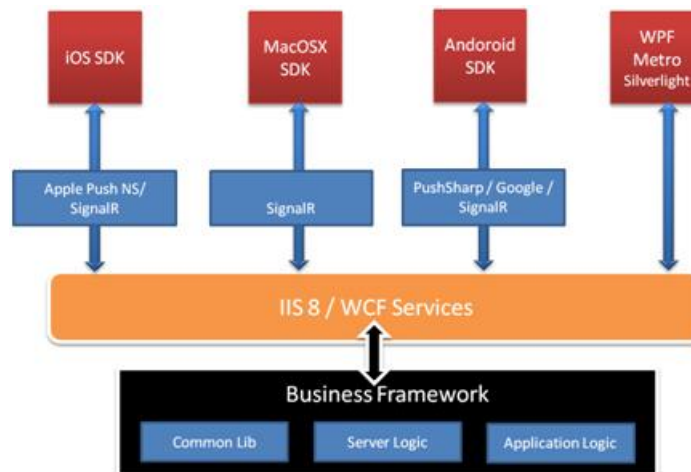 iOS SDK
MacOSX
SDK
Andoroid
SDK
WPF
Metro
Silverlight
Apple Push NS/
SignalR
SignalR
PushSharp / Google /
SignalR
IIS 8 / WCF Services
Business Framework
Common Lib
Server Logic
Application Logic